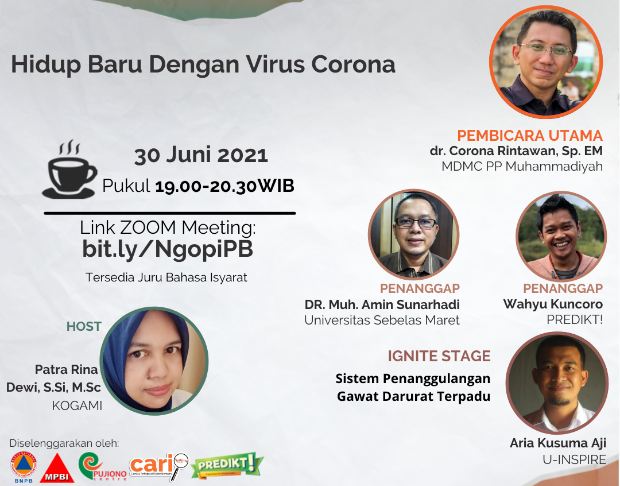 Hidup Baru Dengan Virus Corona
30 Juni 2021
Pukul 19.00-20.30WIB
Link ZOOM Meeting:
bit.ly/NgopiPB
Tersedia Juru Bahasa Isyarat
PEMBICARA UTAMA
dr. Corona Rintawan, Sp. EM
MDMC PP Muhammadiyah
PENANGGAP
DR. Muh. Amin Sunarhadi
Universitas Sebelas Maret
PENANGGAP
Wahyu Kuncoro
PREDIKT!
HOST
Patra Rina
Dewi, S.Si, M.Sc
KOGAMI
IGNITE STAGE
Sistem Penanggulangan
Gawat Darurat Terpadu
Aria Kusuma Aji
U-INSPIRE
Diselenggarakan oleh:
BNPB
MPBI
PUJIONO
centre
cari
PREDIKT!